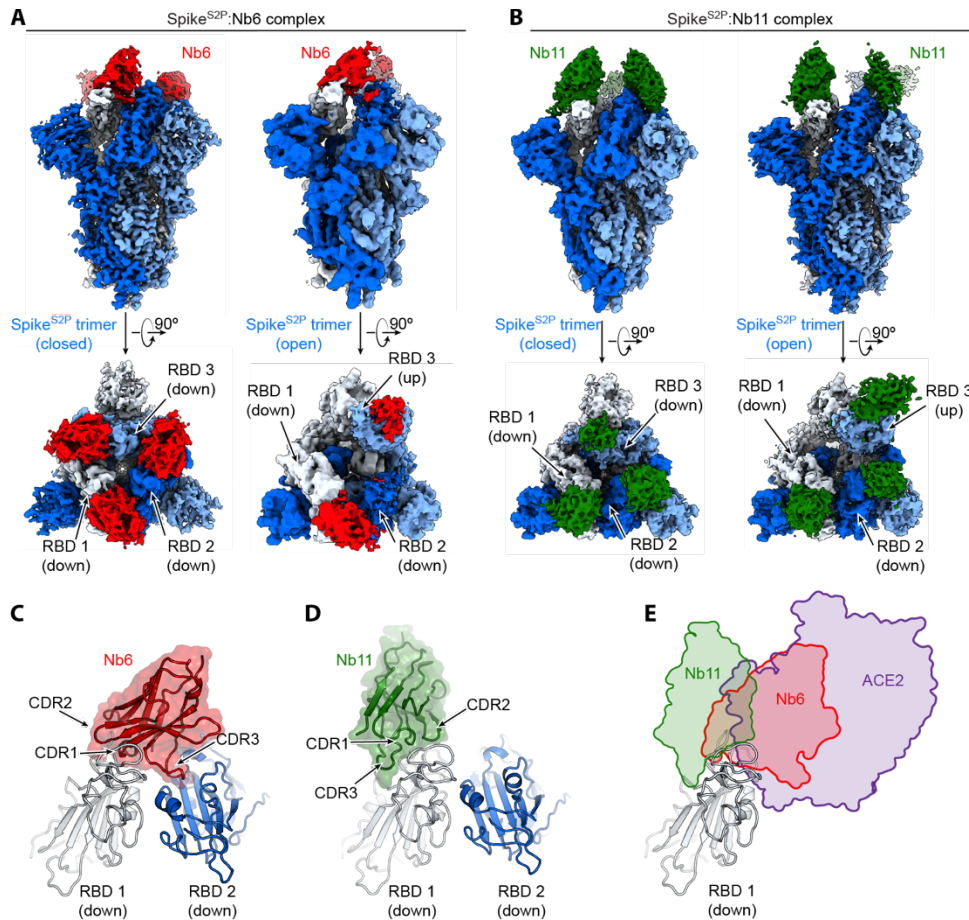 A
Spike^S2P:Nb6 complex
Nb6
Nb6
Spike^S2P trimer
(closed)
90º
Spike^S2P trimer
(open)
90º
RBD 3
(down)
RBD 1
(down)
RBD 2
(down)
RBD 3
(up)
RBD 1
(down)
RBD 2
(down)
B
Spike^S2P:Nb11 complex
Nb11
Nb11
Spike^S2P trimer
(closed)
90º
Spike^S2P trimer
(open)
90º
RBD 3
(down)
RBD 1
(down)
RBD 2
(down)
RBD 1
(down)
RBD 3
(up)
RBD 2
(down)
C
Nb6
CDR2
CDR1
CDR3
RBD 1
(down)
RBD 2
(down)
D
Nb11
CDR2
CDR1
CDR3
RBD 1
(down)
RBD 2
(down)
E
Nb11
Nb6
ACE2
RBD 1
(down)